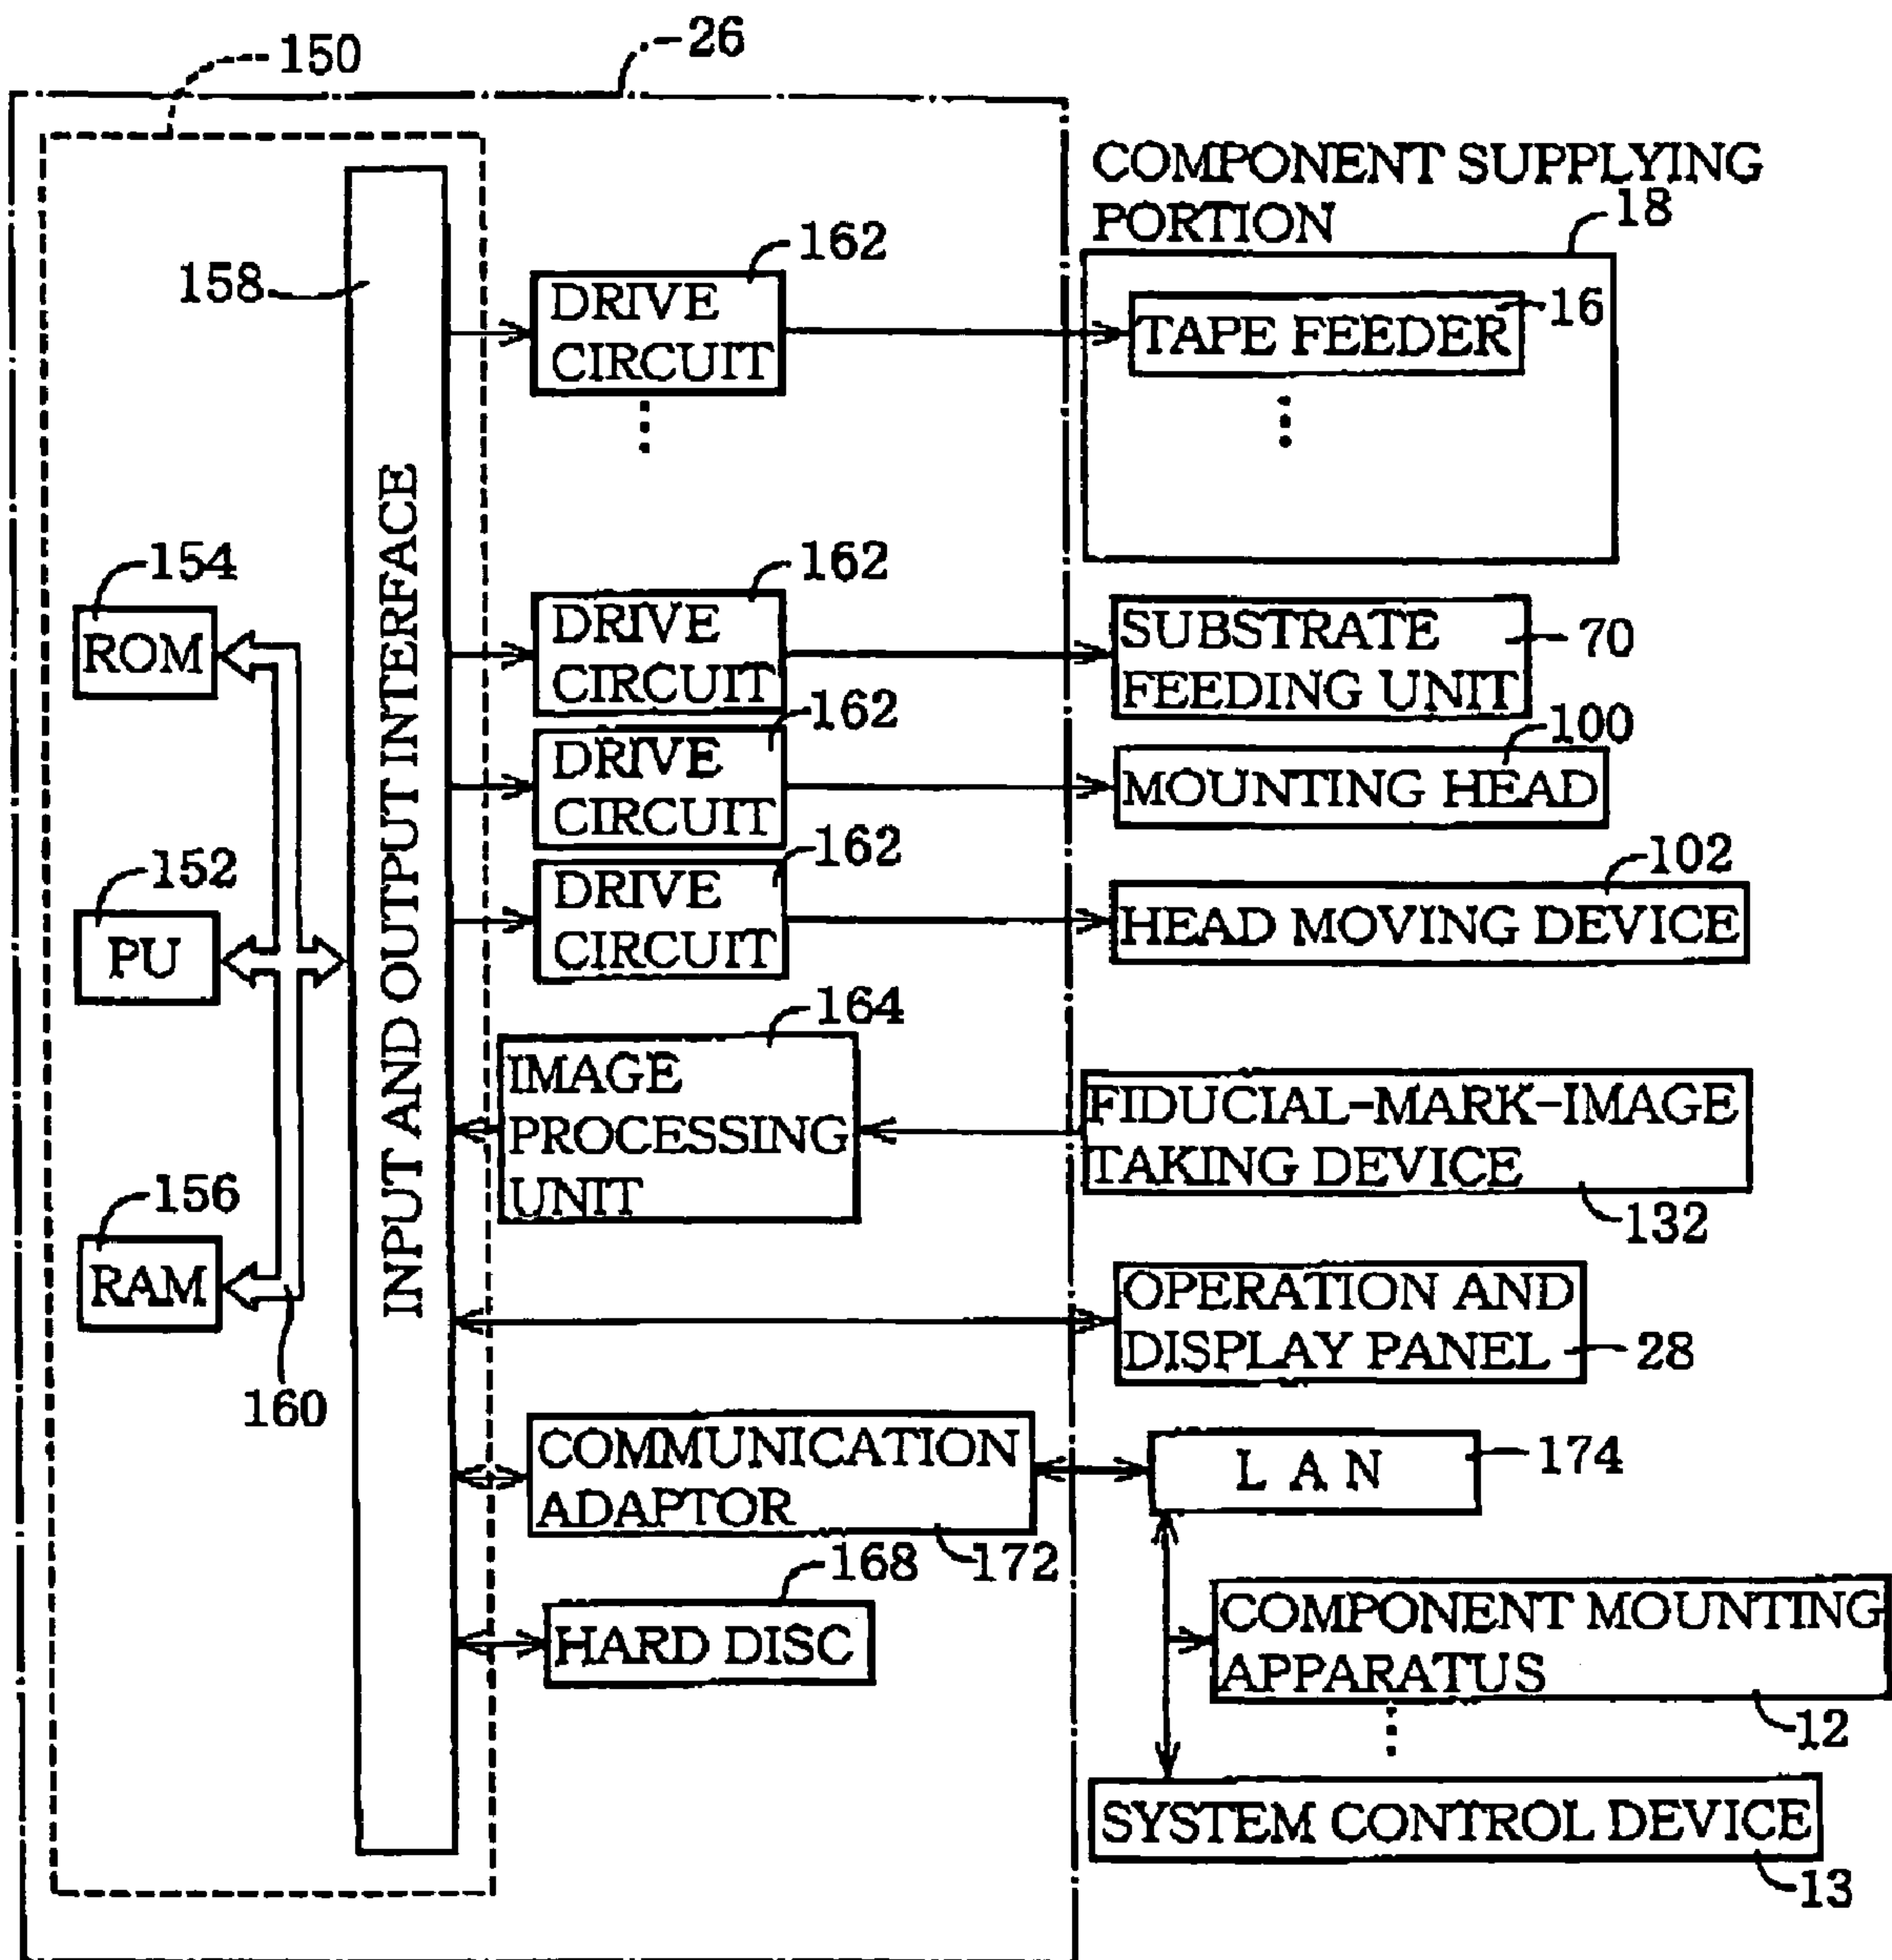 26
150
COMPONENT SUPPLYING
PORTION
18
162
158
DRIVE
CIRCUIT
TAPE FEEDER
16
INPUT AND OUTPUT INTERFACE
154
ROM
162
DRIVE
CIRCUIT
SUBSTRATE
FEEDING UNIT
70
162
DRIVE
CIRCUIT
100
MOUNTING HEAD
152
PU
162
DRIVE
CIRCUIT
102
HEAD MOVING DEVICE
164
IMAGE
PROCESSING
UNIT
FIDUCIAL-MARK-IMAGE
TAKING DEVICE
132
156
RAM
160
OPERATION AND
DISPLAY PANEL
28
COMMUNICATION
ADAPTOR
172
LAN
174
168
HARD DISC
COMPONENT MOUNTING
APPARATUS
12
SYSTEM CONTROL DEVICE
13